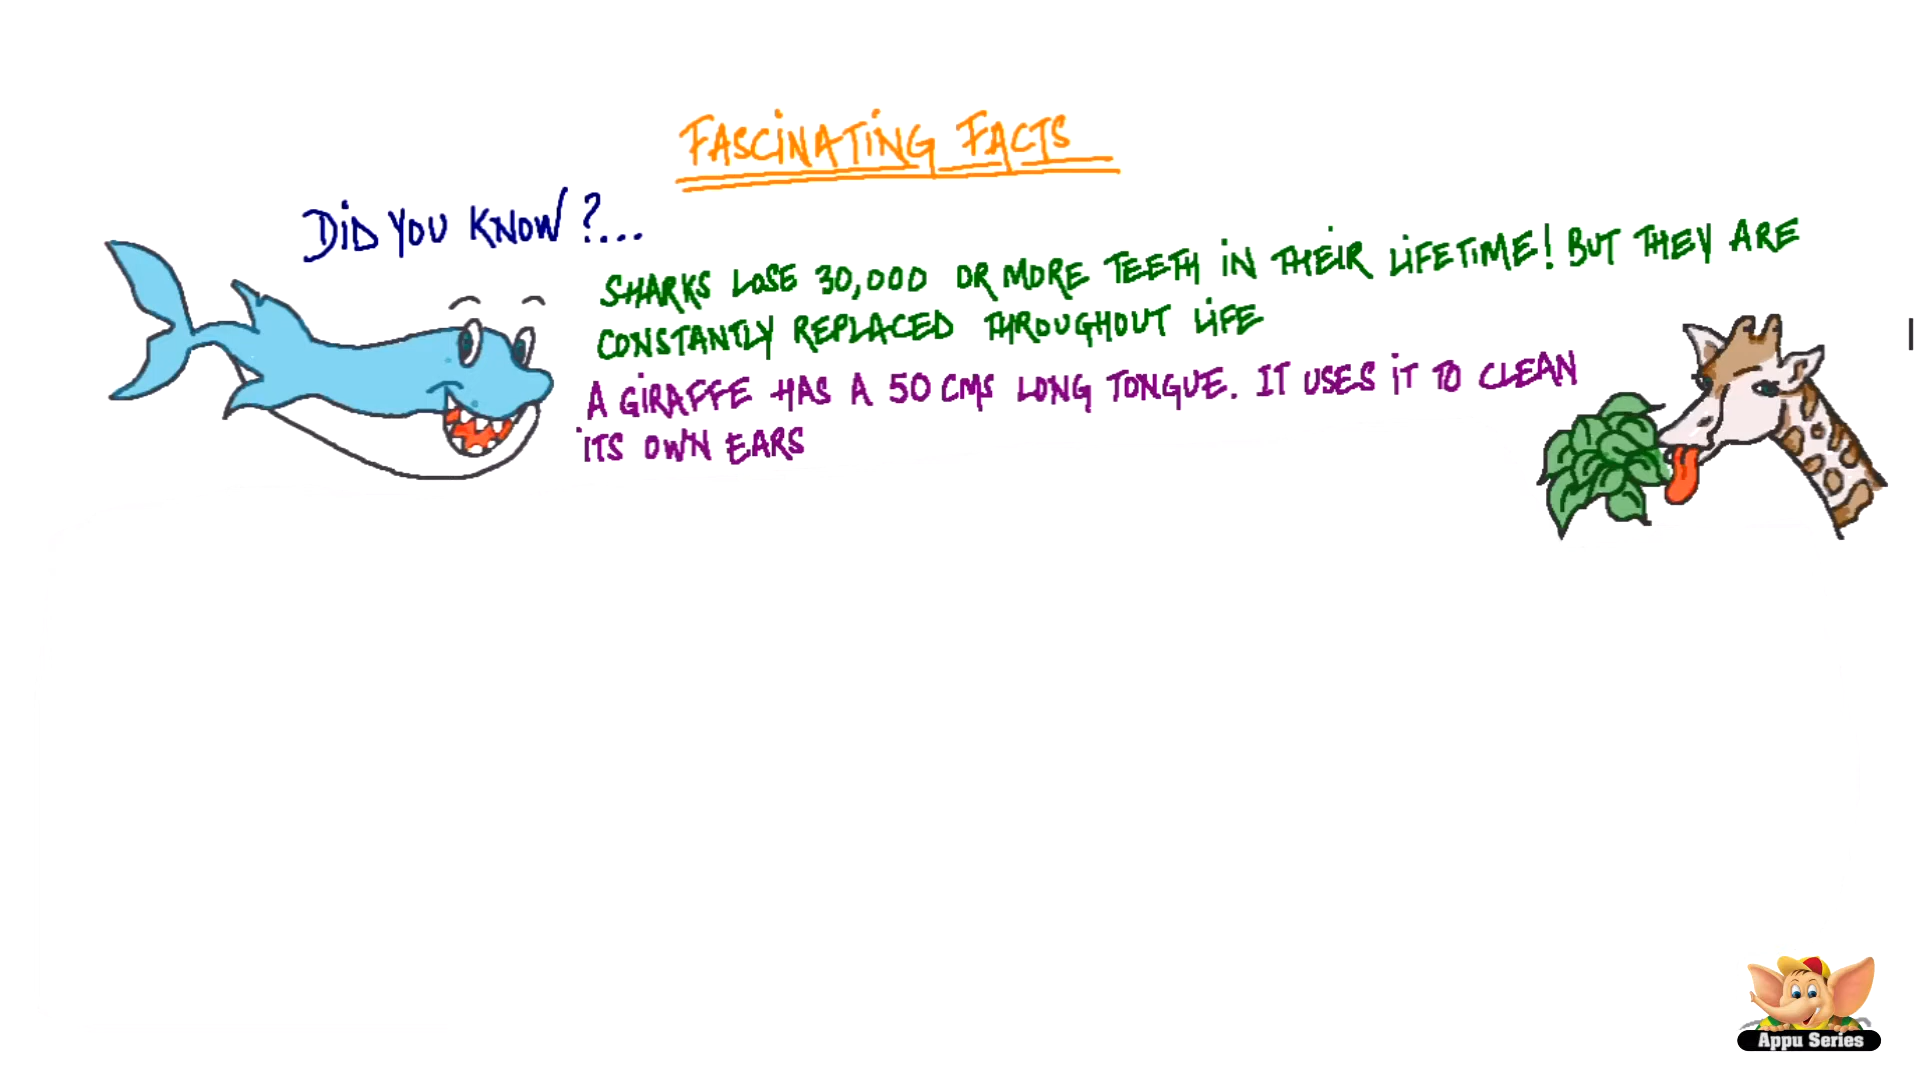 FASCINATING FACTS
DID YOU KNOW?...
SHARKS LOSE 30,000 OR MORE TEETH IN THEIR LIFETIME! BUT THEY ARE
CONSTANTLY REPLACED THROUGHOUT LIFE
A GIRAFFE HAS A 50 CMS LONG TONGUE. IT USES IT TO CLEAN
ITS OWN EARS
Appu Series